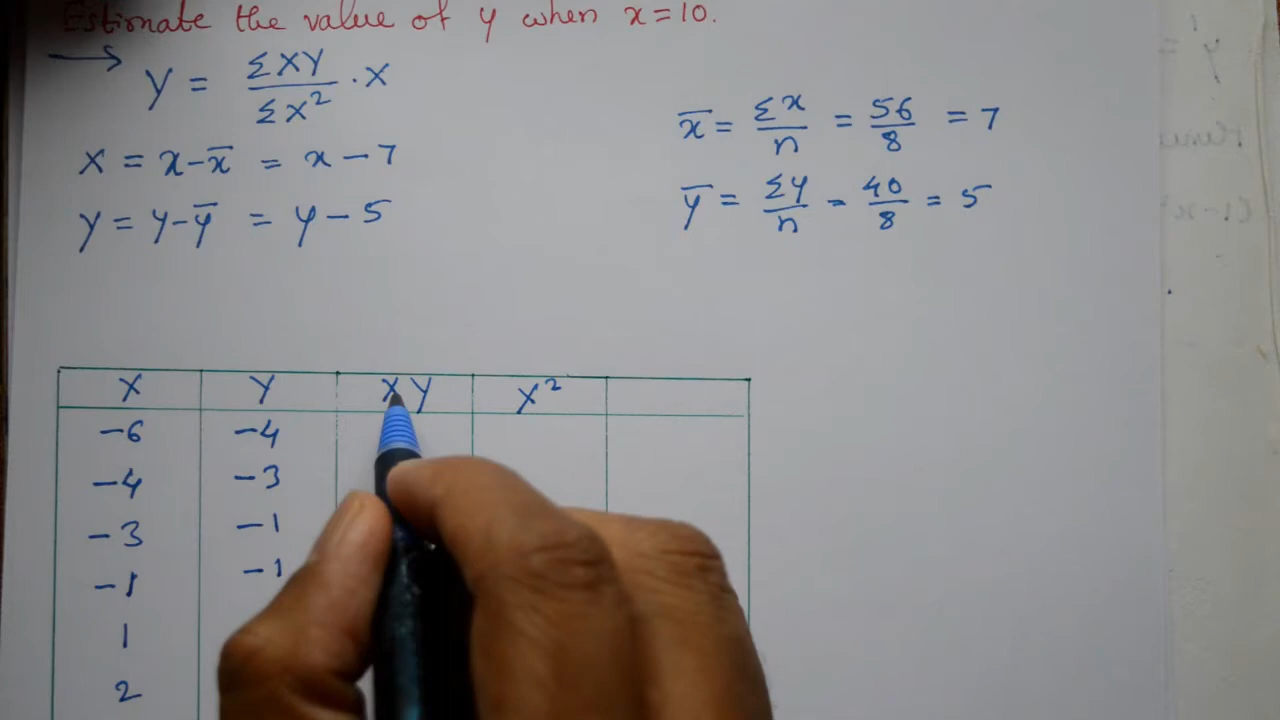 Estimate the value of y when x=10.
→ Y = ΣXY / ΣX² · X
X = x-x̄ = x-7
Y = y-ȳ = y-5
x̄ = Σx / n = 56 / 8 = 7
ȳ = Σy / n = 40 / 8 = 5
X Y XY X²
-6 -4
-4 -3
-3 -1
-1 -1
1
2